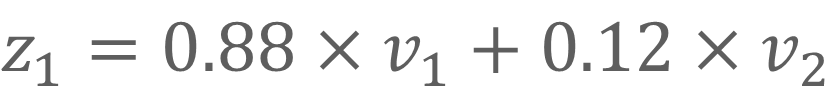 z₁ = 0.88 × v₁ + 0.12 × v₂